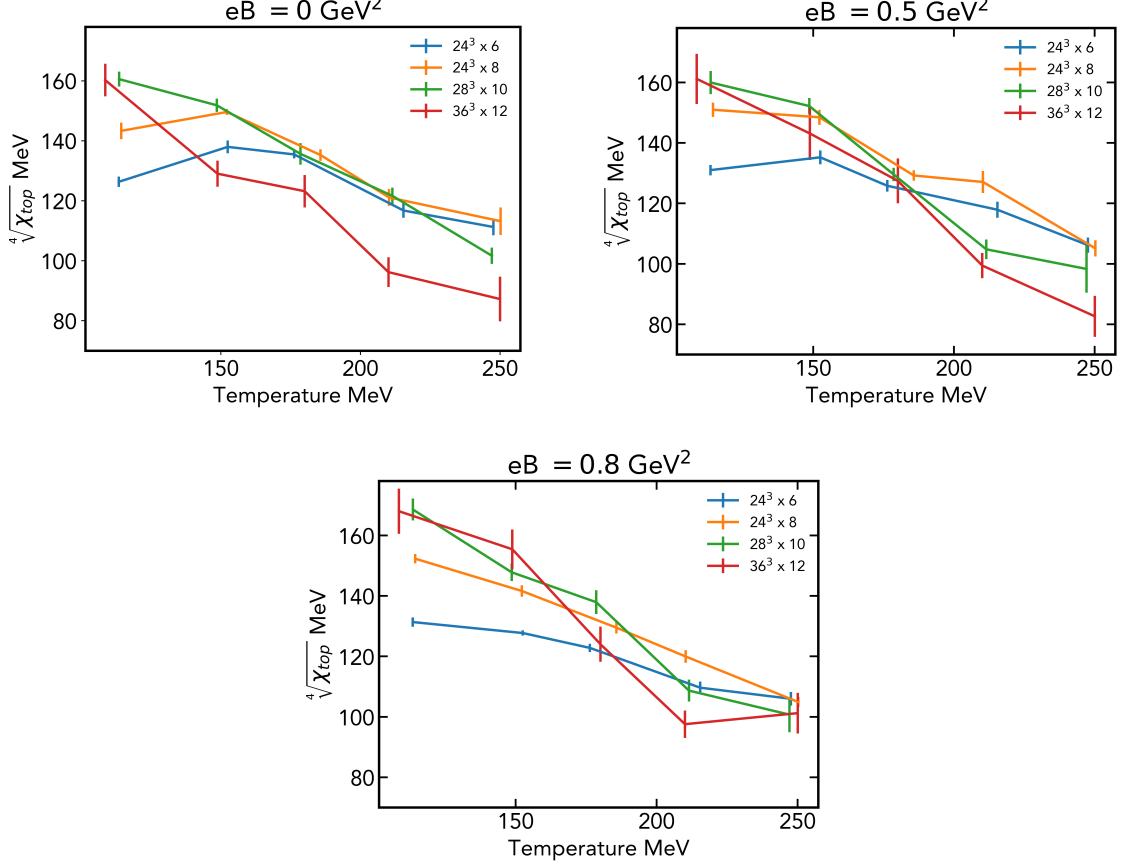 eB = 0 GeV²
24³ x 6
24³ x 8
28³ x 10
36³ x 12
160
140
120
100
80
150
200
250
∜χtop MeV
Temperature MeV
eB = 0.5 GeV²
24³ x 6
24³ x 8
28³ x 10
36³ x 12
160
140
120
100
80
150
200
250
∜χtop MeV
Temperature MeV
eB = 0.8 GeV²
24³ x 6
24³ x 8
28³ x 10
36³ x 12
160
140
120
100
80
150
200
250
∜χtop MeV
Temperature MeV